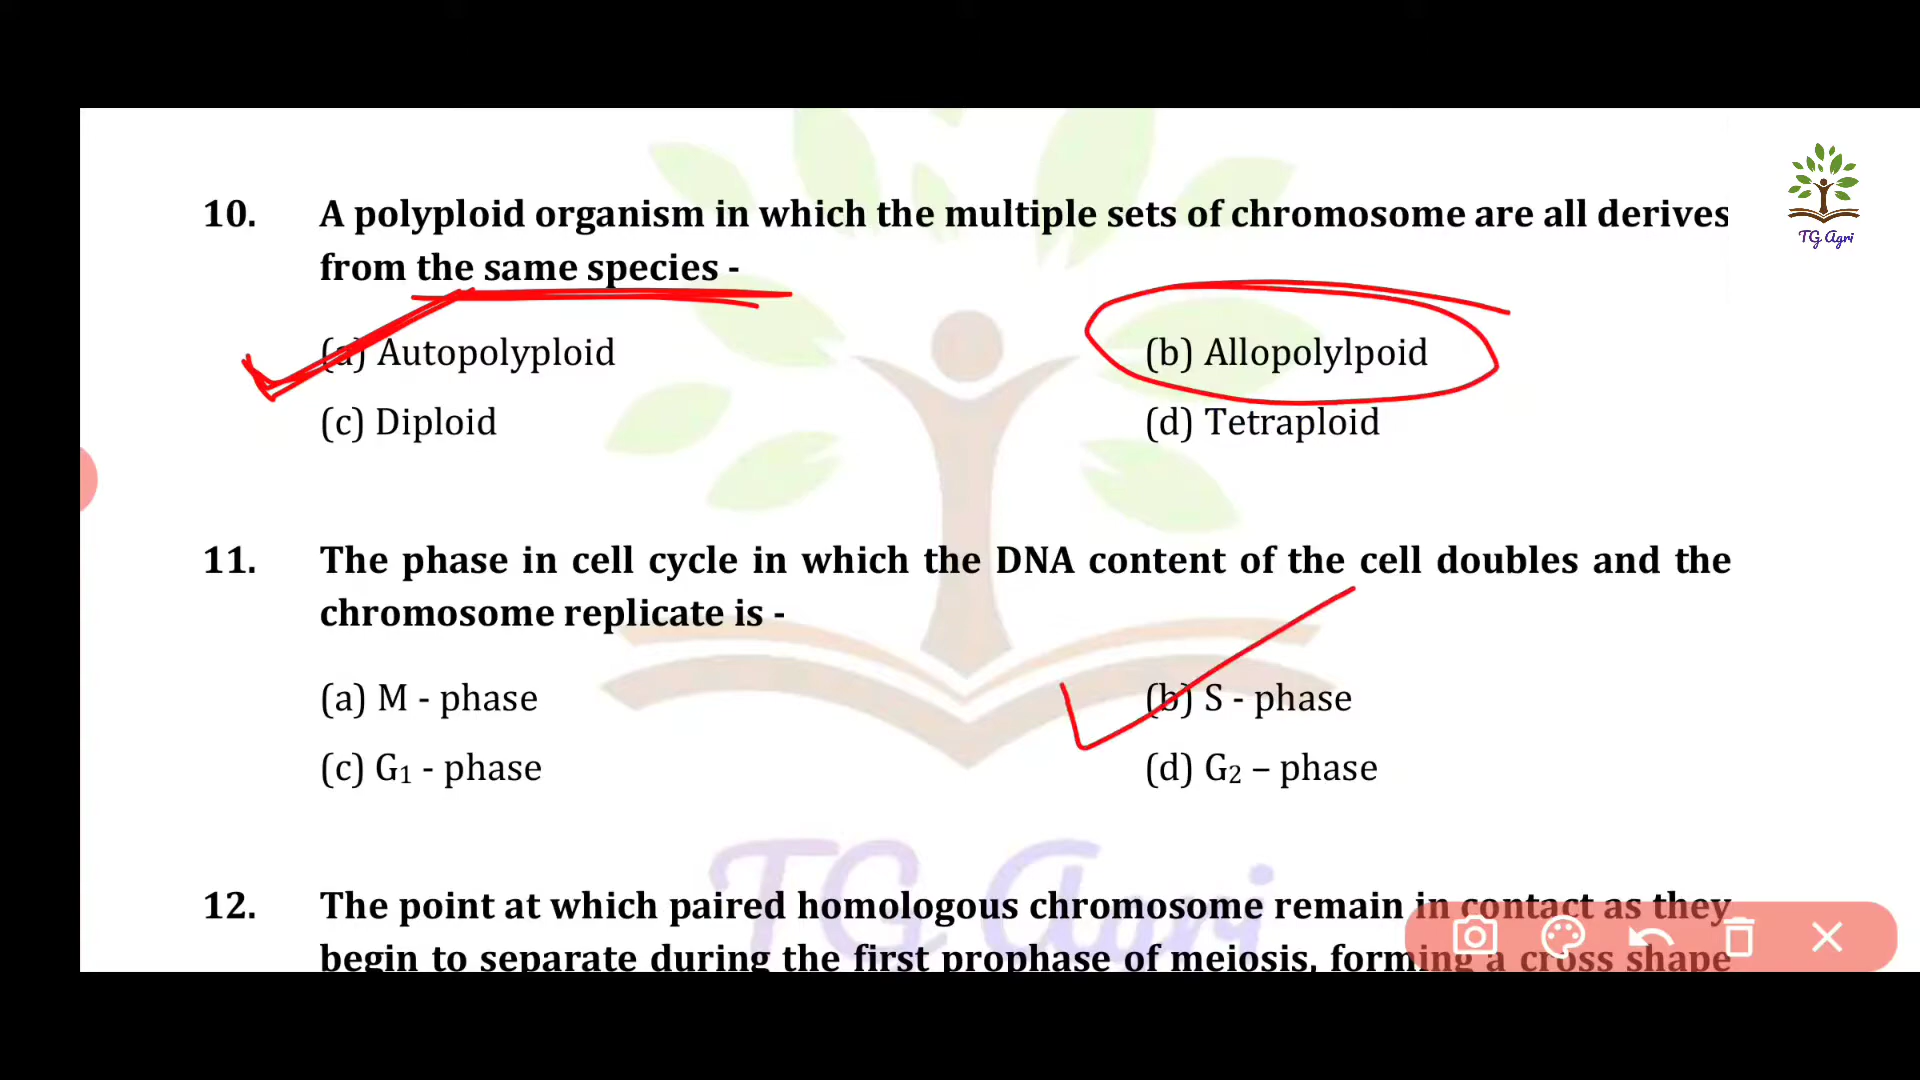 10. A polyploid organism in which the multiple sets of chromosome are all derives
from the same species -
(a) Autopolyploid (b) Allopolylpoid
(c) Diploid (d) Tetraploid
TG Agri
11. The phase in cell cycle in which the DNA content of the cell doubles and the
chromosome replicate is -
(a) M - phase (b) S - phase
(c) G₁ - phase (d) G₂ – phase
TG Agri
12. The point at which paired homologous chromosome remain in contact as they
begin to separate during the first prophase of meiosis, forming a cross shape